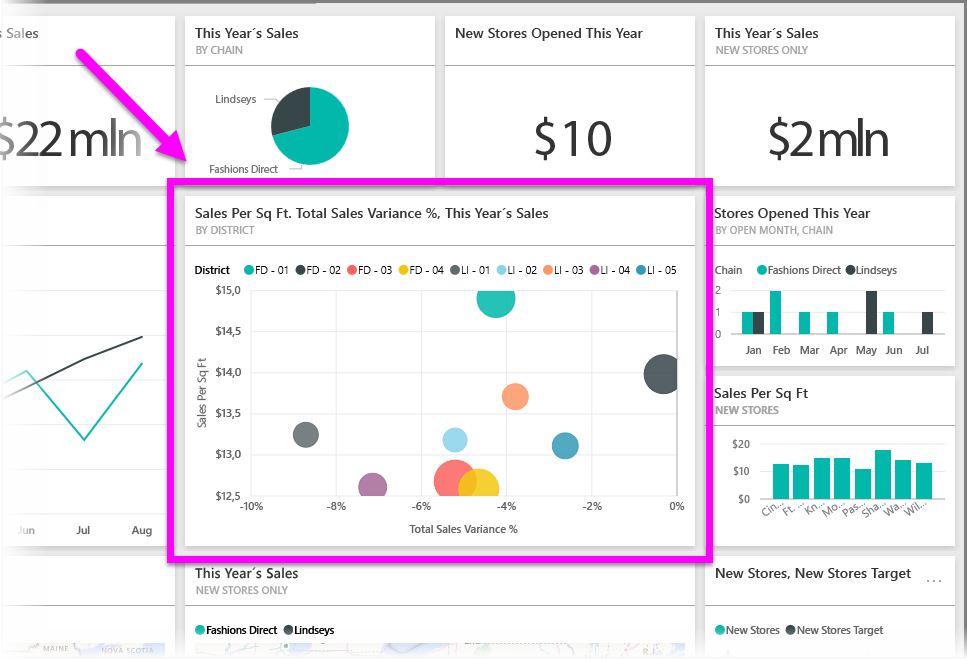 s Sales
$22 mln
This Year´s Sales
BY CHAIN
Lindseys
Fashions Direct
New Stores Opened This Year
$10
This Year´s Sales
NEW STORES ONLY
$2 mln
Jun
Jul
Aug
Sales Per Sq Ft. Total Sales Variance %, This Year´s Sales
BY DISTRICT
District FD - 01 FD - 02 FD - 03 FD - 04 LI - 01 LI - 02 LI - 03 LI - 04 LI - 05
Sales Per Sq Ft
$15,0
$14,5
$14,0
$13,5
$13,0
$12,5
-10% -8% -6% -4% -2% 0%
Total Sales Variance %
Stores Opened This Year
BY OPEN MONTH, CHAIN
Chain Fashions Direct Lindseys
2
1
0
Jan Feb Mar Apr May Jun Jul
Sales Per Sq Ft
NEW STORES
$20
$10
$0
Cin... Ft. ... Kn... Mo... Pas... Sha... Wa... Wil...
This Year´s Sales
NEW STORES ONLY
Fashions Direct Lindseys
MAINE
NOVA SCOTIA
New Stores, New Stores Target
...
New Stores New Stores Target